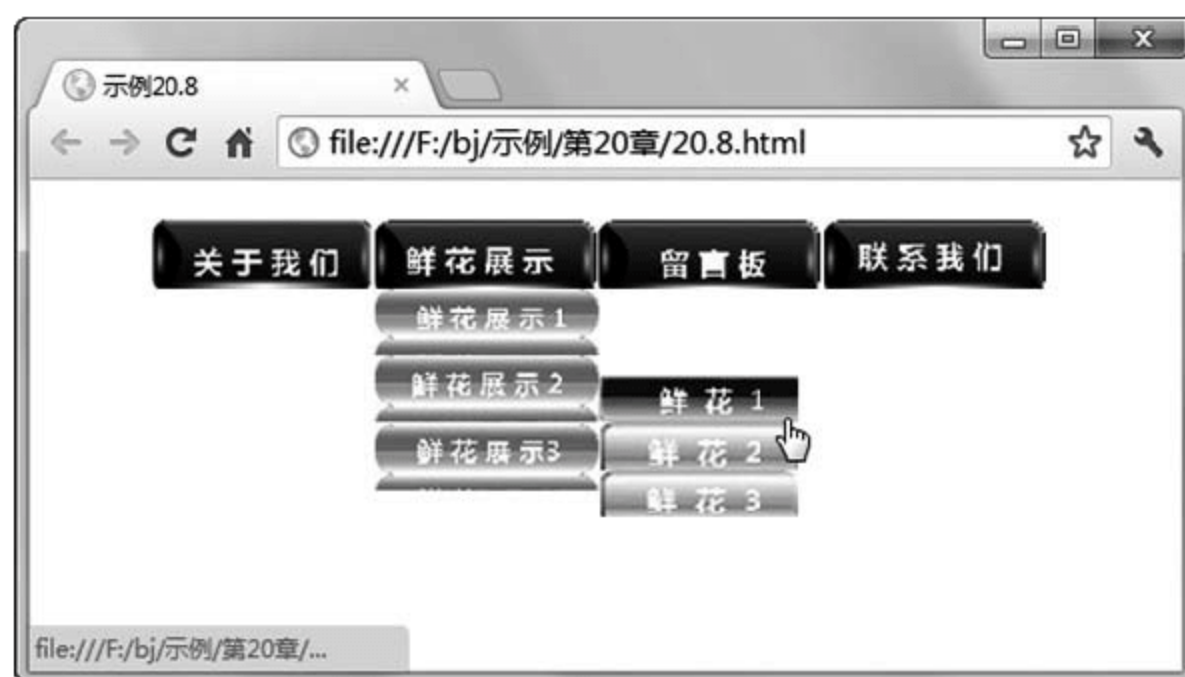 示例20.8
file:///F:/bj/示例/第20章/20.8.html
关于我们 鲜花展示 留言板 联系我们
鲜花展示1
鲜花展示2
鲜花 1
鲜花展示3
鲜花 2
鲜花 3
file:///F:/bj/示例/第20章/...